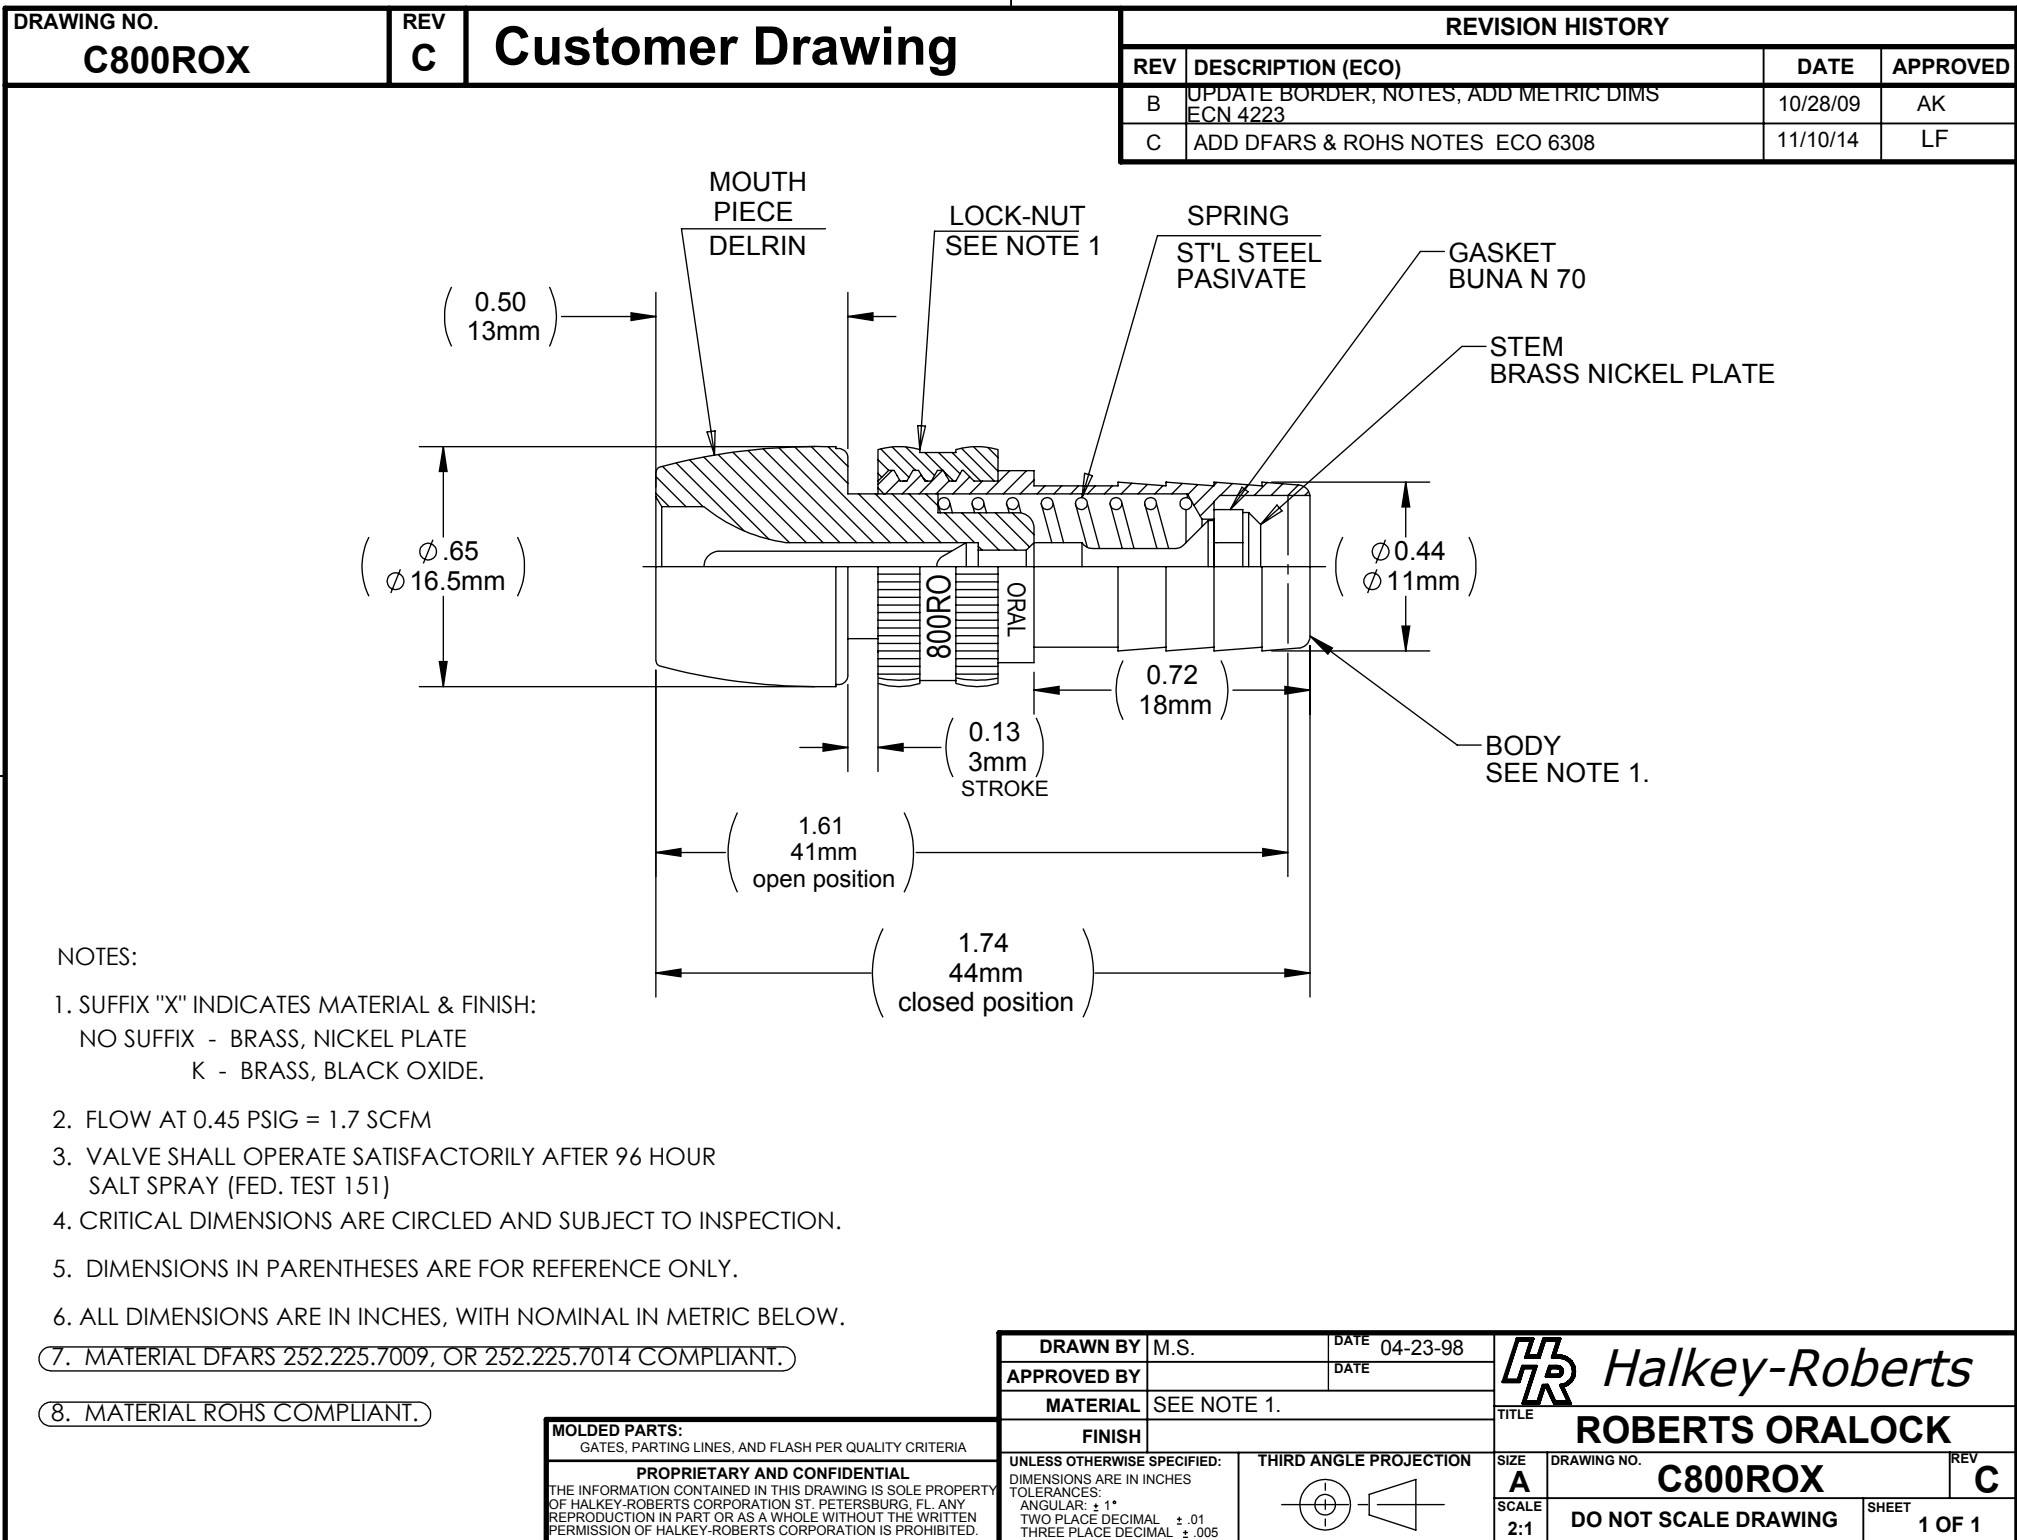 DRAWING NO.
C800ROX
REV
C
Customer Drawing
REVISION HISTORY
REV DESCRIPTION (ECO) DATE APPROVED
B UPDATE BORDER, NOTES, ADD METRIC DIMS
ECN 4223 10/28/09 AK
C ADD DFARS & ROHS NOTES ECO 6308 11/10/14 LF
MOUTH
PIECE
DELRIN
LOCK-NUT
SEE NOTE 1
SPRING
ST'L STEEL
PASIVATE
GASKET
BUNA N 70
STEM
BRASS NICKEL PLATE
( 0.50
13mm )
( ∅.65
∅16.5mm )
( ∅0.44
∅11mm )
800RO
ORAL
( 0.72
18mm )
( 0.13
3mm )
STROKE
BODY
SEE NOTE 1.
( 1.61
41mm
open position )
( 1.74
44mm
closed position )
NOTES:
1. SUFFIX "X" INDICATES MATERIAL & FINISH:
NO SUFFIX - BRASS, NICKEL PLATE
K - BRASS, BLACK OXIDE.
2. FLOW AT 0.45 PSIG = 1.7 SCFM
3. VALVE SHALL OPERATE SATISFACTORILY AFTER 96 HOUR
SALT SPRAY (FED. TEST 151)
4. CRITICAL DIMENSIONS ARE CIRCLED AND SUBJECT TO INSPECTION.
5. DIMENSIONS IN PARENTHESES ARE FOR REFERENCE ONLY.
6. ALL DIMENSIONS ARE IN INCHES, WITH NOMINAL IN METRIC BELOW.
7. MATERIAL DFARS 252.225.7009, OR 252.225.7014 COMPLIANT.
8. MATERIAL ROHS COMPLIANT.
MOLDED PARTS:
GATES, PARTING LINES, AND FLASH PER QUALITY CRITERIA
PROPRIETARY AND CONFIDENTIAL
THE INFORMATION CONTAINED IN THIS DRAWING IS SOLE PROPERTY
OF HALKEY-ROBERTS CORPORATION ST. PETERSBURG, FL. ANY
REPRODUCTION IN PART OR AS A WHOLE WITHOUT THE WRITTEN
PERMISSION OF HALKEY-ROBERTS CORPORATION IS PROHIBITED.
DRAWN BY M.S. DATE 04-23-98
APPROVED BY DATE
MATERIAL SEE NOTE 1.
FINISH
UNLESS OTHERWISE SPECIFIED:
DIMENSIONS ARE IN INCHES
TOLERANCES:
ANGULAR: ± 1°
TWO PLACE DECIMAL ± .01
THREE PLACE DECIMAL ± .005
THIRD ANGLE PROJECTION
HR Halkey-Roberts
TITLE
ROBERTS ORALOCK
SIZE
A
DRAWING NO.
C800ROX
REV
C
SCALE
2:1
DO NOT SCALE DRAWING
SHEET
1 OF 1